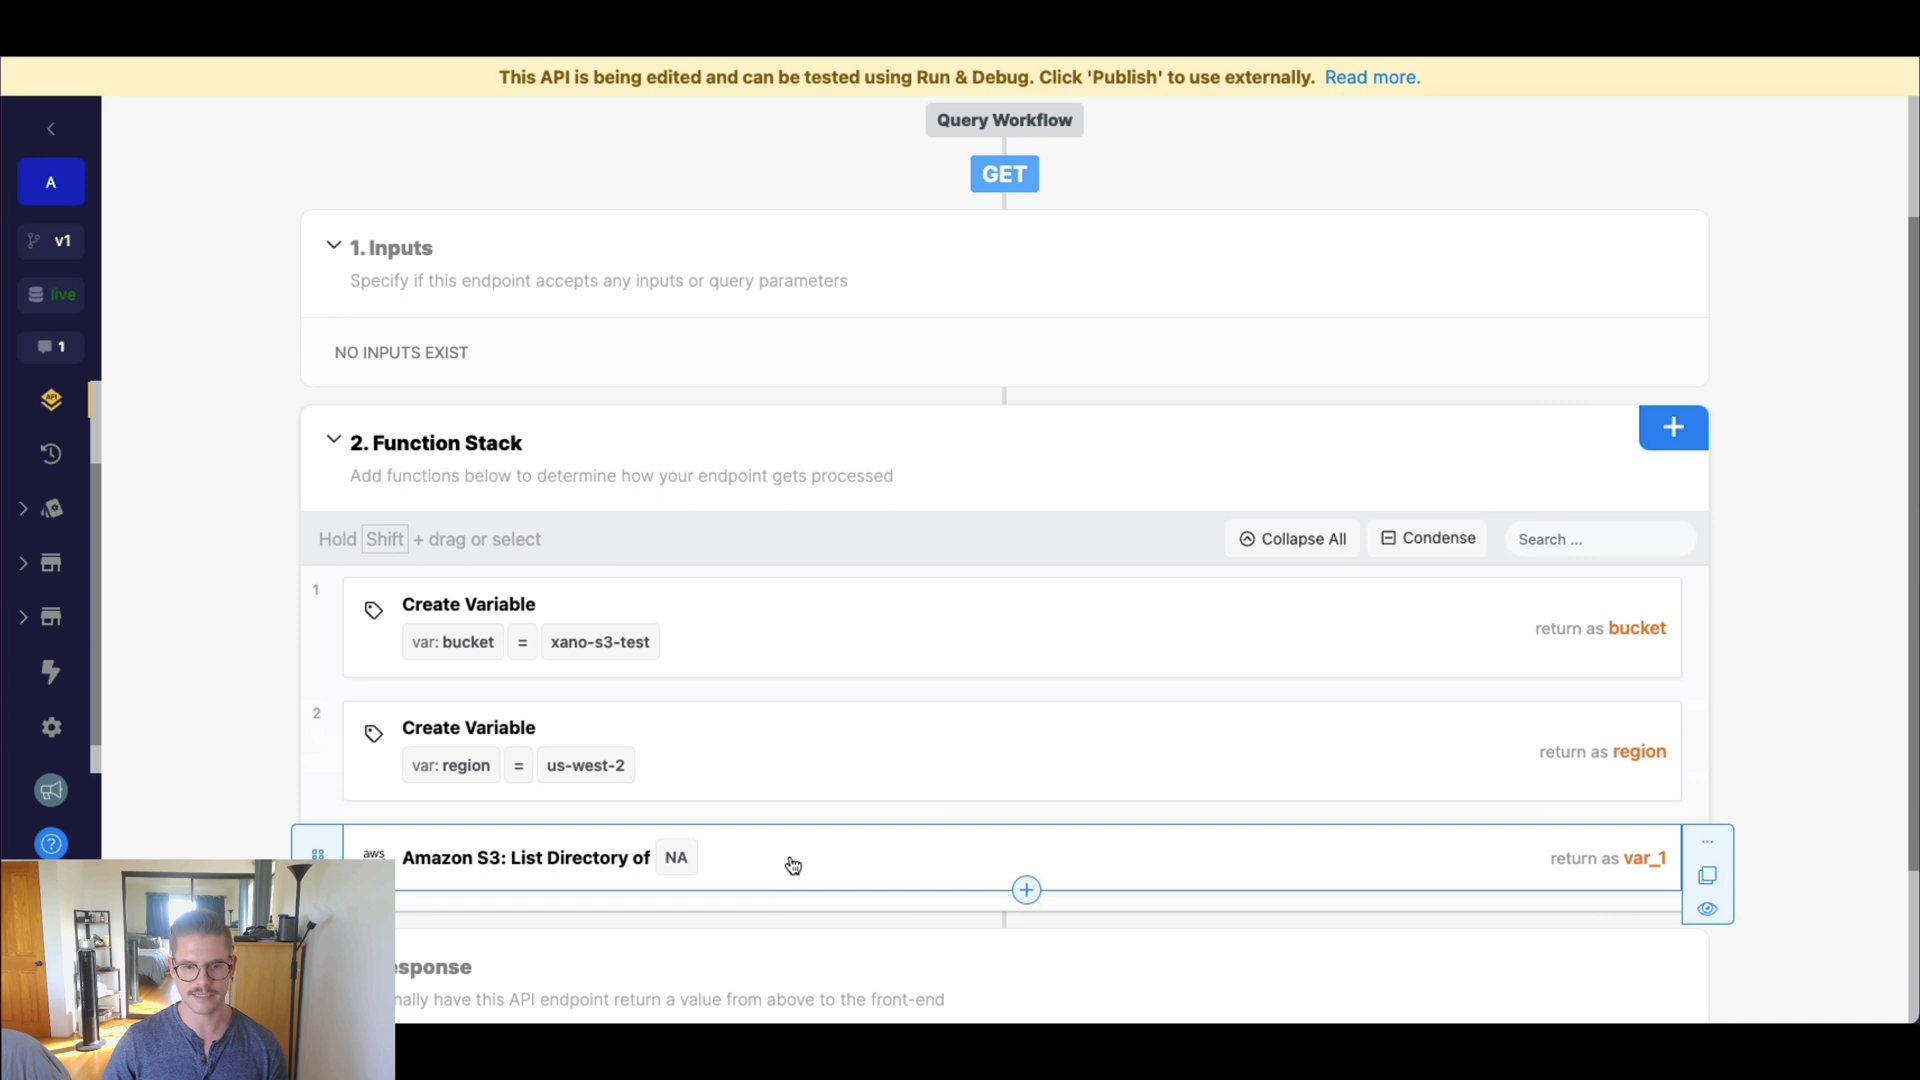 This API is being edited and can be tested using Run & Debug. Click 'Publish' to use externally. Read more.
Query Workflow
GET
A
v1
live
1
API
1. Inputs
Specify if this endpoint accepts any inputs or query parameters
NO INPUTS EXIST
2. Function Stack
Add functions below to determine how your endpoint gets processed
Hold Shift + drag or select
Collapse All
Condense
Search ...
1
Create Variable
var: bucket = xano-s3-test
return as bucket
2
Create Variable
var: region = us-west-2
return as region
aws
Amazon S3: List Directory of NA
return as var_1
esponse
nally have this API endpoint return a value from above to the front-end